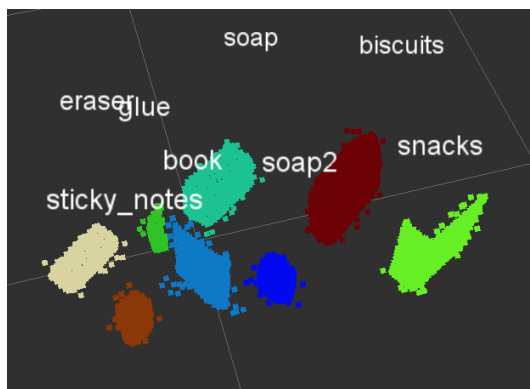 soap
biscuits
eraser
glue
snacks
book
soap2
sticky_notes